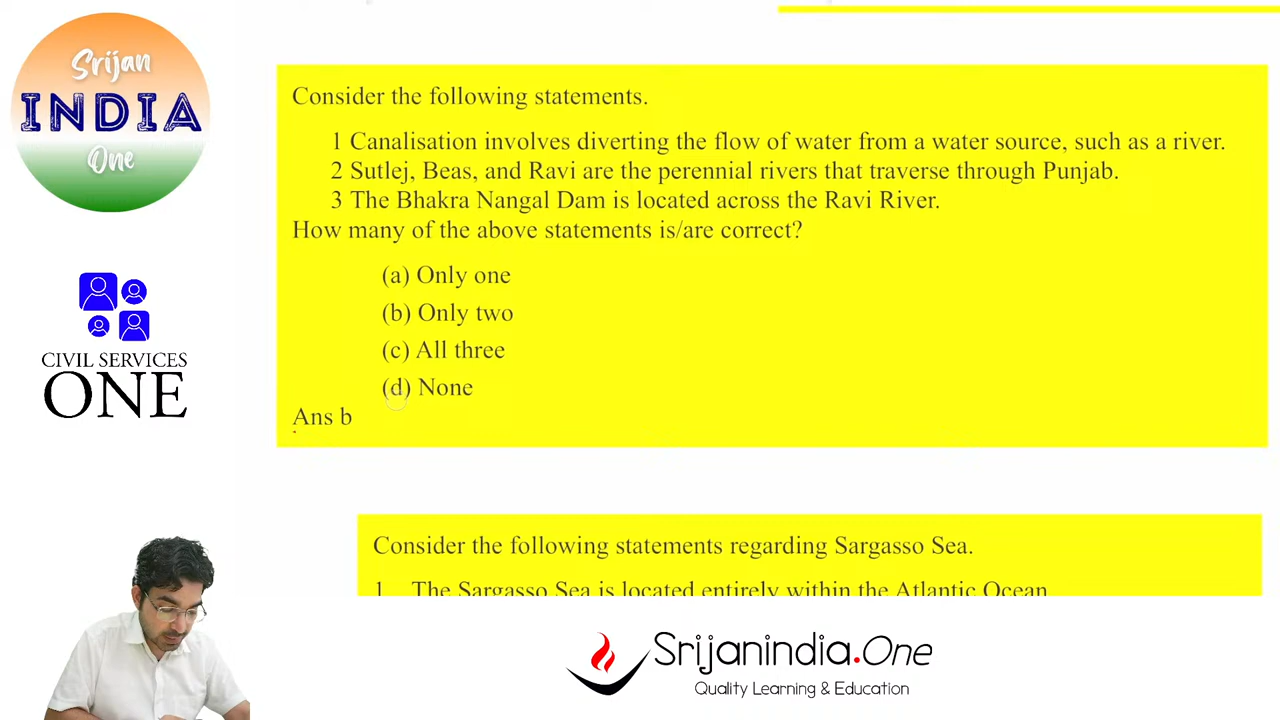 Srijan
INDIA
One
CIVIL SERVICES
ONE
Consider the following statements.
1 Canalisation involves diverting the flow of water from a water source, such as a river.
2 Sutlej, Beas, and Ravi are the perennial rivers that traverse through Punjab.
3 The Bhakra Nangal Dam is located across the Ravi River.
How many of the above statements is/are correct?
(a) Only one
(b) Only two
(c) All three
(d) None
Ans b
Consider the following statements regarding Sargasso Sea.
1. The Sargasso Sea is located entirely within the Atlantic Ocean
Srijanindia.One
Quality Learning & Education